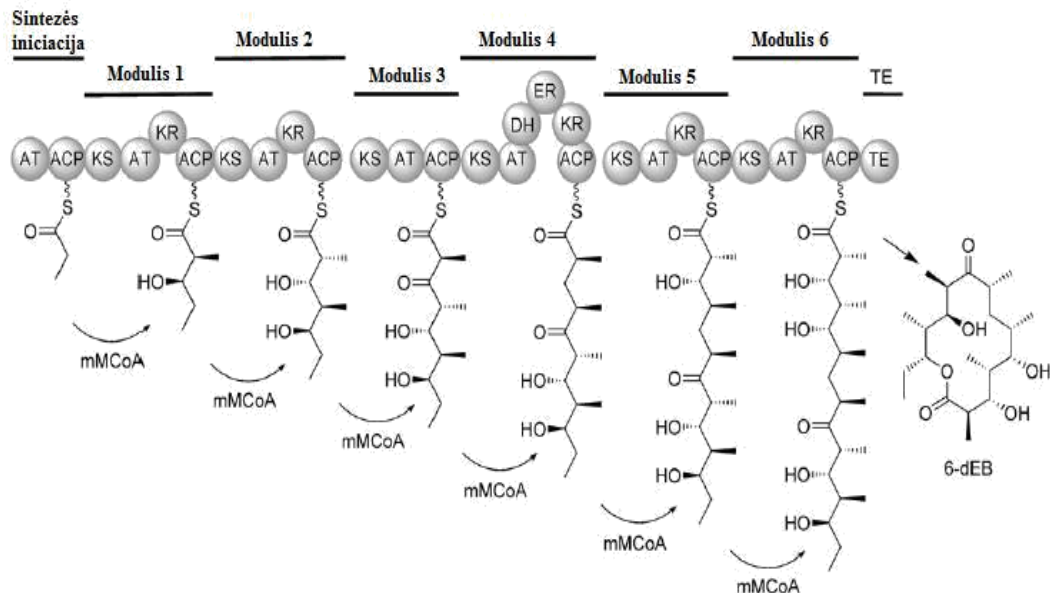 Sintezės
iniciacija
Modulis 1
Modulis 2
Modulis 3
Modulis 4
Modulis 5
Modulis 6
TE
AT ACP KS AT KR ACP KS AT KR ACP KS AT ACP KS AT DH ER KR ACP KS AT KR ACP KS AT KR ACP TE
S S S S S S S
O O O O O O O
HO
HO
HO
O
HO
HO
O
HO
HO
HO
O
HO
HO
HO
HO
O
HO
HO
mMCoA
mMCoA
mMCoA
mMCoA
mMCoA
mMCoA
O
OH
O
O
OH
OH
6-dEB